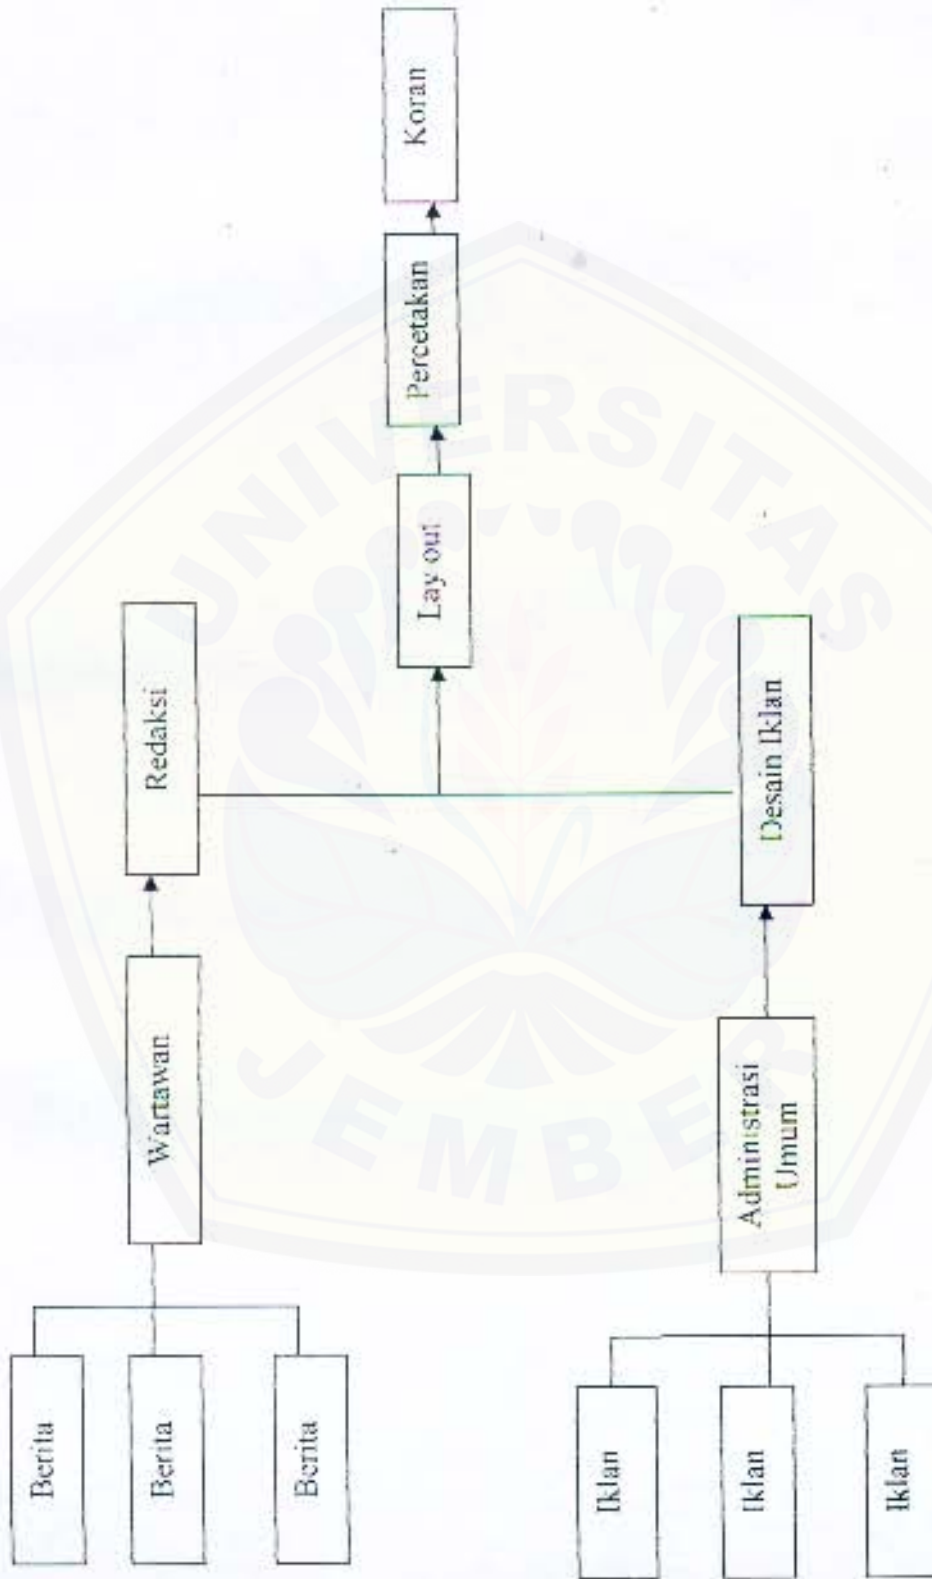 Berita
Berita
Berita
Wartawan
Redaksi
Iklan
Iklan
Iklan
Administrasi
Umum
Desain Iklan
Lay out
Percetakan
Koran
UNIVERSITAS
JEMBER